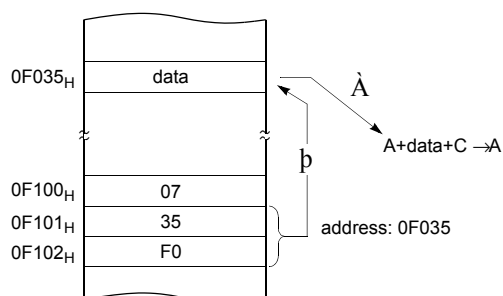 0F035H
data
À
A+data+C →A
þ
0F100H
07
0F101H
35
address: 0F035
0F102H
F0